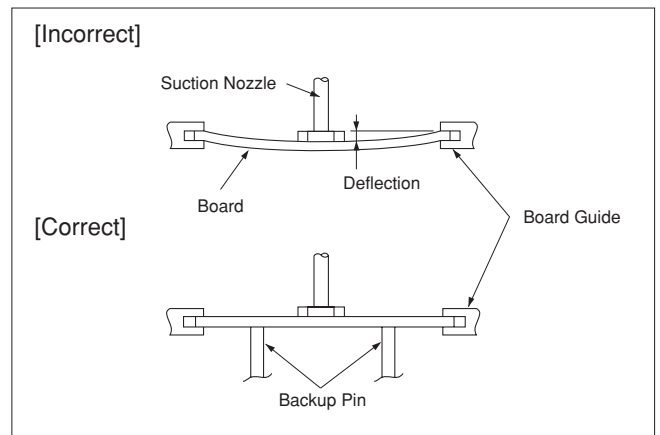 [Incorrect]
Suction Nozzle
Deflection
Board
Board Guide
[Correct]
Backup Pin